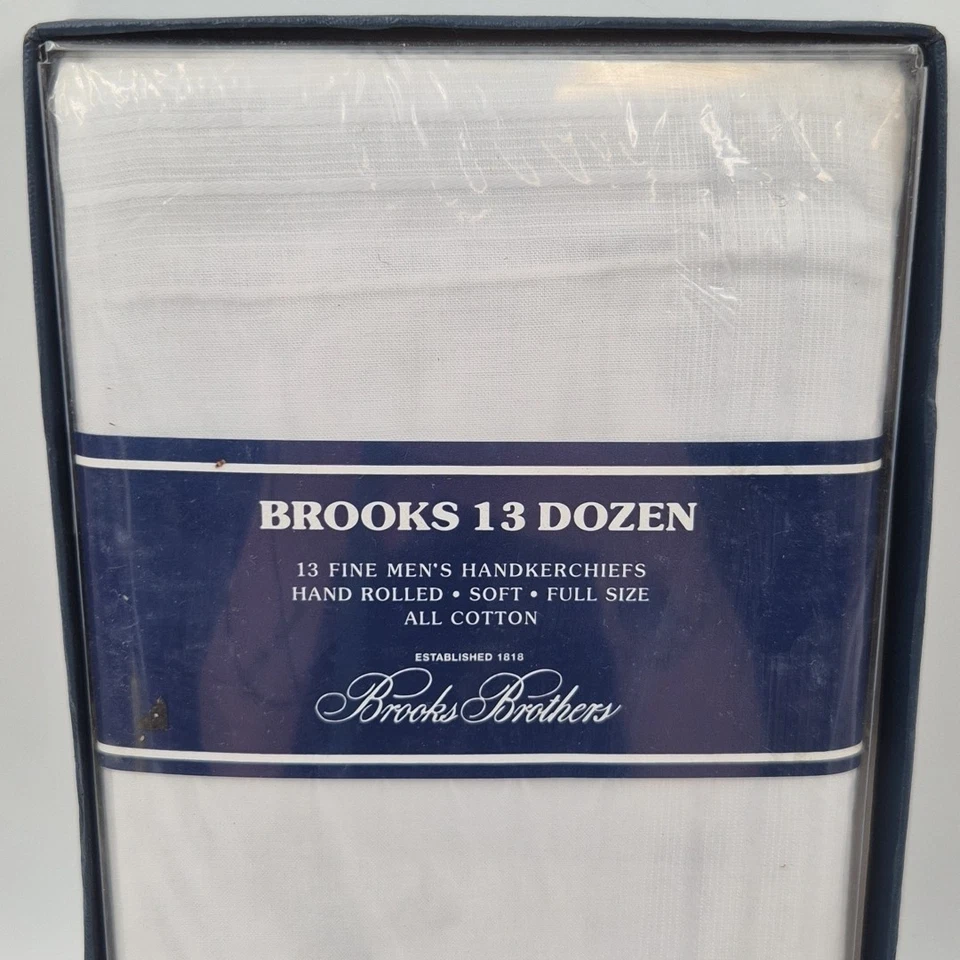 BROOKS 13 DOZEN
13 FINE MEN'S HANDKERCHIEFS
HAND ROLLED • SOFT • FULL SIZE
ALL COTTON
ESTABLISHED 1818
Brooks Brothers